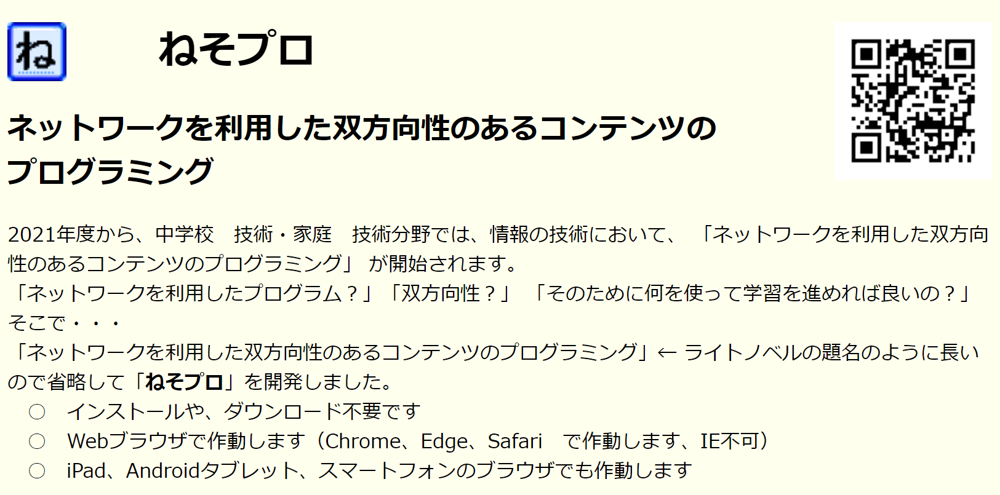 ね
ねそプロ
ネットワークを利用した双方向性のあるコンテンツの
プログラミング
2021年度から、中学校　技術・家庭　技術分野では、情報の技術において、 「ネットワークを利用した双方向
性のあるコンテンツのプログラミング」 が開始されます。
「ネットワークを利用したプログラム？」「双方向性？」 「そのために何を使って学習を進めれば良いの？」
そこで・・・
「ネットワークを利用した双方向性のあるコンテンツのプログラミング」← ライトノベルの題名のように長い
ので省略して「ねそプロ」を開発しました。
○　インストールや、ダウンロード不要です
○　Webブラウザで作動します（Chrome、Edge、Safari　で作動します、IE不可）
○　iPad、Androidタブレット、スマートフォンのブラウザでも作動します